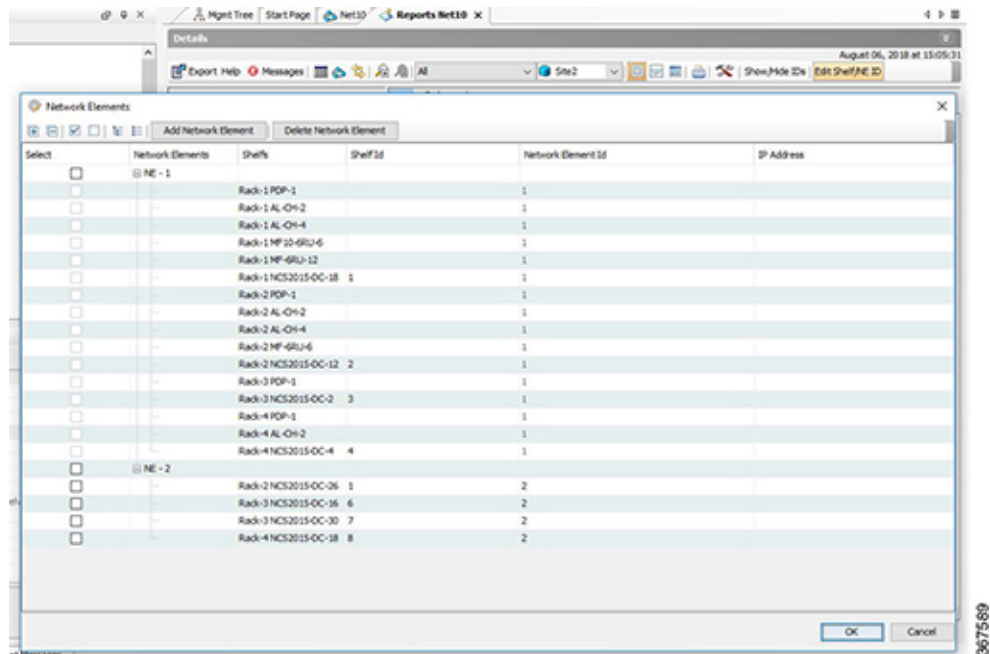 Mgmt Tree Start Page Net10 Reports Net10
Details
August 06, 2018 at 15:05:31
Export Help Messages All Site2 Show/Hide IDs Edit Shelf/NE ID
Network Elements
Add Network Element Delete Network Element
Select Network Elements Shelfs Shelf Id Network Element Id IP Address
NE - 1
Rack-1 PDP-1 1
Rack-1 AL-CH-2 1
Rack-1 AL-CH-4 1
Rack-1 MF10-6RU-6 1
Rack-1 MF-6RU-12 1
Rack-1 NCS2015-DC-18 1 1
Rack-2 PDP-1 1
Rack-2 AL-CH-2 1
Rack-2 AL-CH-4 1
Rack-2 MF-6RU-6 1
Rack-2 NCS2015-DC-12 2 1
Rack-3 PDP-1 1
Rack-3 NCS2015-DC-2 3 1
Rack-4 PDP-1 1
Rack-4 AL-CH-2 1
Rack-4 NCS2015-DC-4 4 1
NE - 2
Rack-2 NCS2015-DC-26 1 2
Rack-3 NCS2015-DC-16 6 2
Rack-3 NCS2015-DC-30 7 2
Rack-4 NCS2015-DC-18 8 2
OK Cancel
367589